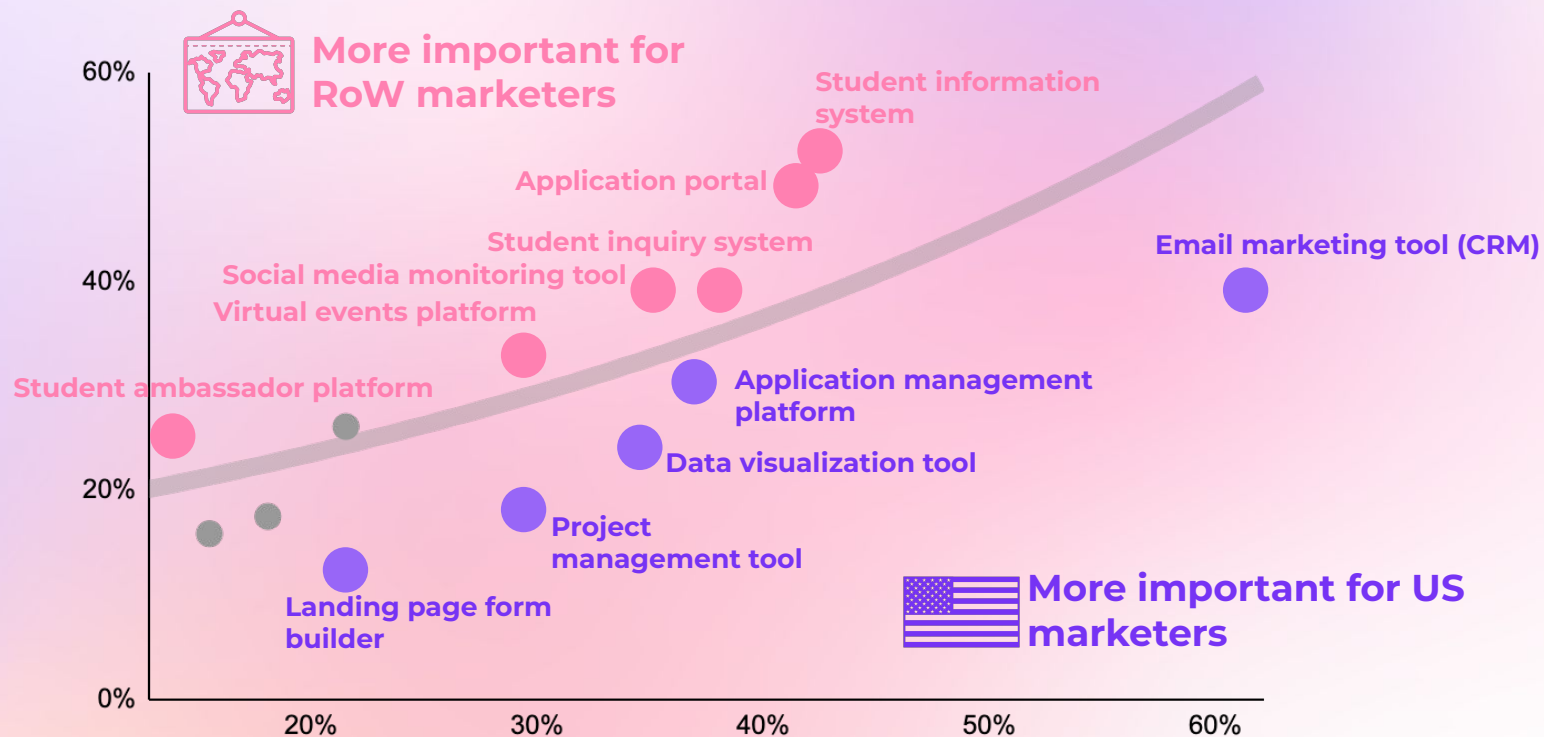 More important for
RoW marketers
60%
Student information
system
Application portal
Student inquiry system
Email marketing tool (CRM)
Social media monitoring tool
40%
Virtual events platform
Application management
platform
Student ambassador platform
Data visualization tool
20%
Project
management tool
Landing page form
builder
More important for US
marketers
0%
20%
30%
40%
50%
60%